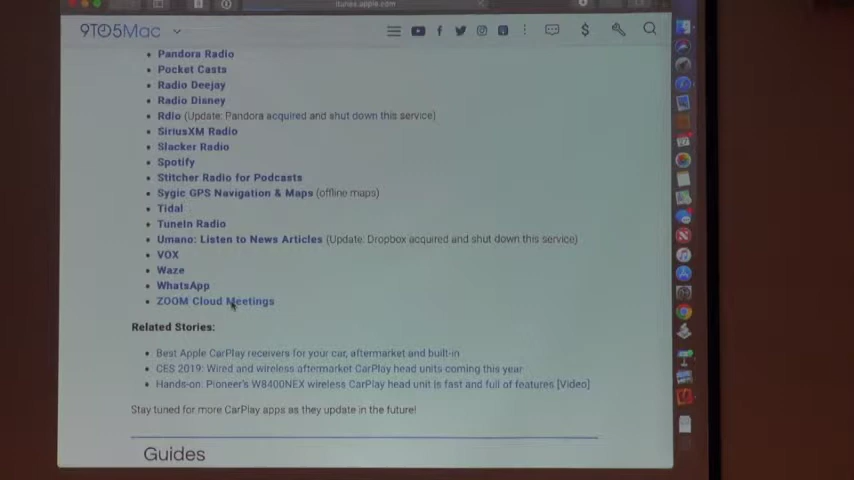 itunes.apple.com
9TO5Mac
Pandora Radio
Pocket Casts
Radio Deejay
Radio Disney
Rdio (Update: Pandora acquired and shut down this service)
SiriusXM Radio
Slacker Radio
Spotify
Stitcher Radio for Podcasts
Sygic GPS Navigation & Maps (offline maps)
Tidal
TuneIn Radio
Umano: Listen to News Articles (Update: Dropbox acquired and shut down this service)
VOX
Waze
WhatsApp
ZOOM Cloud Meetings
Related Stories:
Best Apple CarPlay receivers for your car, aftermarket and built-in
CES 2019: Wired and wireless aftermarket CarPlay head units coming this year
Hands-on: Pioneer's W8400NEX wireless CarPlay head unit is fast and full of features [Video]
Stay tuned for more CarPlay apps as they update in the future!
Guides